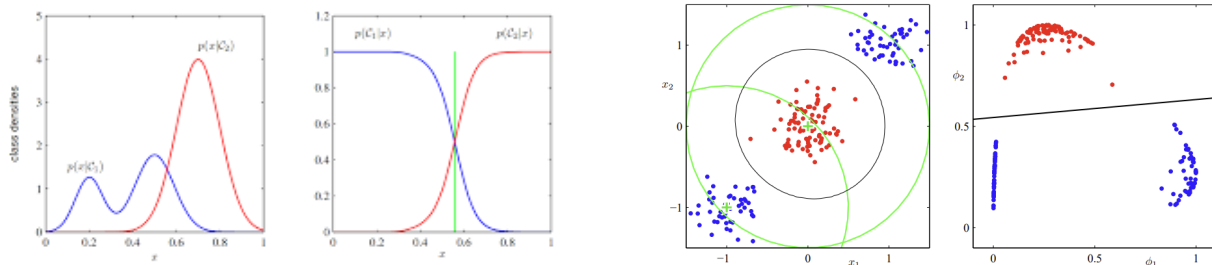 class densities
5
4
3
2
1
0
p(x|C₂)
p(x|C₁)
0 0.2 0.4 0.6 0.8 1
x
1.2
1
0.8
0.6
0.4
0.2
0
p(C₁|x)
p(C₂|x)
0 0.2 0.4 0.6 0.8 1
x
x₂
1
0
−1
−1 0 1
x₁
ϕ₂
1
0.5
0
0 0.5 1
ϕ₁